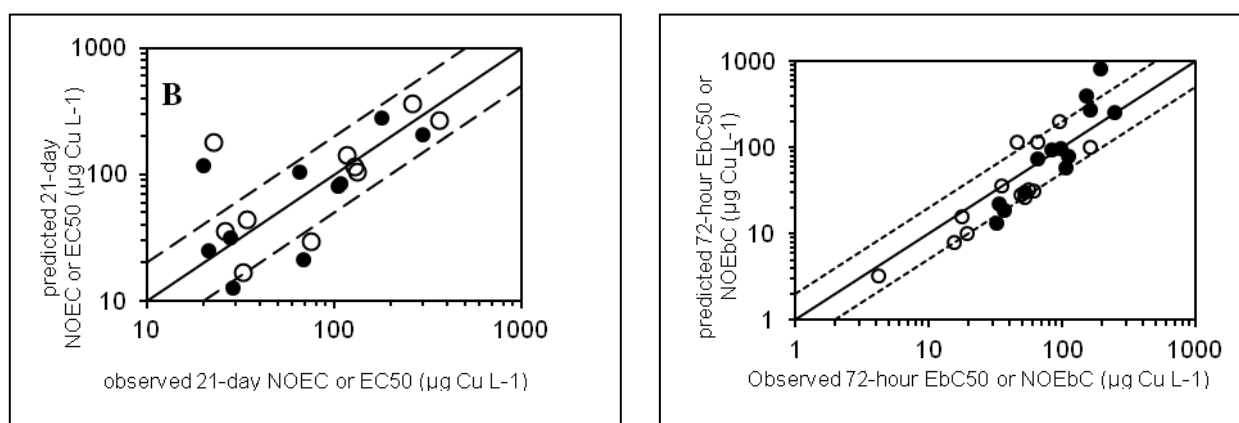 1000
B
100
10
10
100
1000
predicted 21-day
NOEC or EC50 (µg Cu L-1)
observed 21-day NOEC or EC50 (µg Cu L-1)
1000
100
10
1
1
10
100
1000
predicted 72-hour EbC50 or
NOEbC (µg Cu L-1)
Observed 72-hour EbC50 or NOEbC (µg Cu L-1)